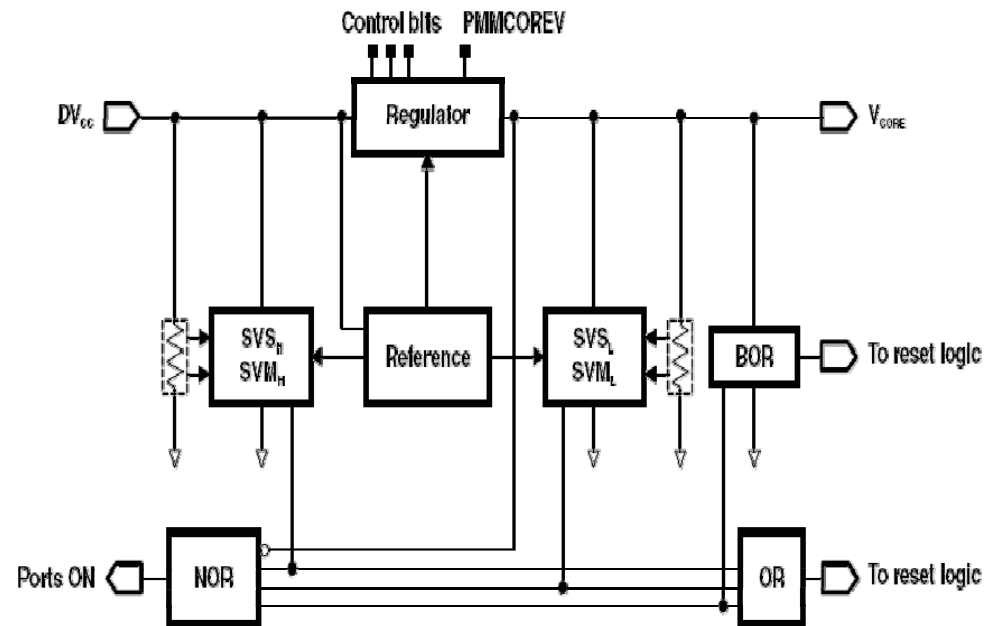 Control bits PMMCOREV
DVCC
Regulator
VCORE
SVSH
SVMH
Reference
SVSL
SVML
BOR
To reset logic
Ports ON
NOR
OR
To reset logic